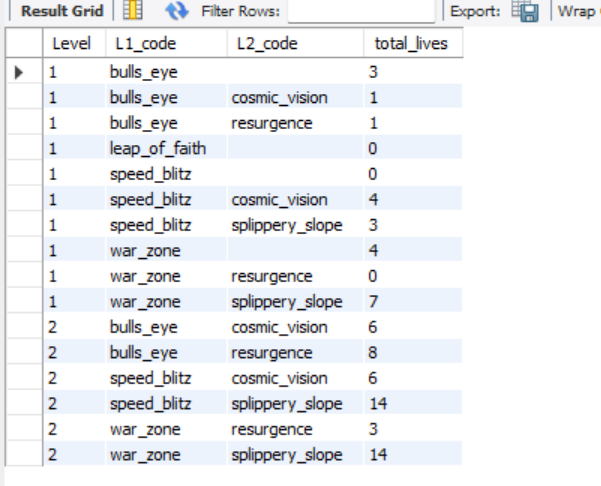 Result Grid Filter Rows: Export: Wrap
Level L1_code L2_code total_lives
1 bulls_eye 3
1 bulls_eye cosmic_vision 1
1 bulls_eye resurgence 1
1 leap_of_faith 0
1 speed_blitz 0
1 speed_blitz cosmic_vision 4
1 speed_blitz splippery_slope 3
1 war_zone 4
1 war_zone resurgence 0
1 war_zone splippery_slope 7
2 bulls_eye cosmic_vision 6
2 bulls_eye resurgence 8
2 speed_blitz cosmic_vision 6
2 speed_blitz splippery_slope 14
2 war_zone resurgence 3
2 war_zone splippery_slope 14